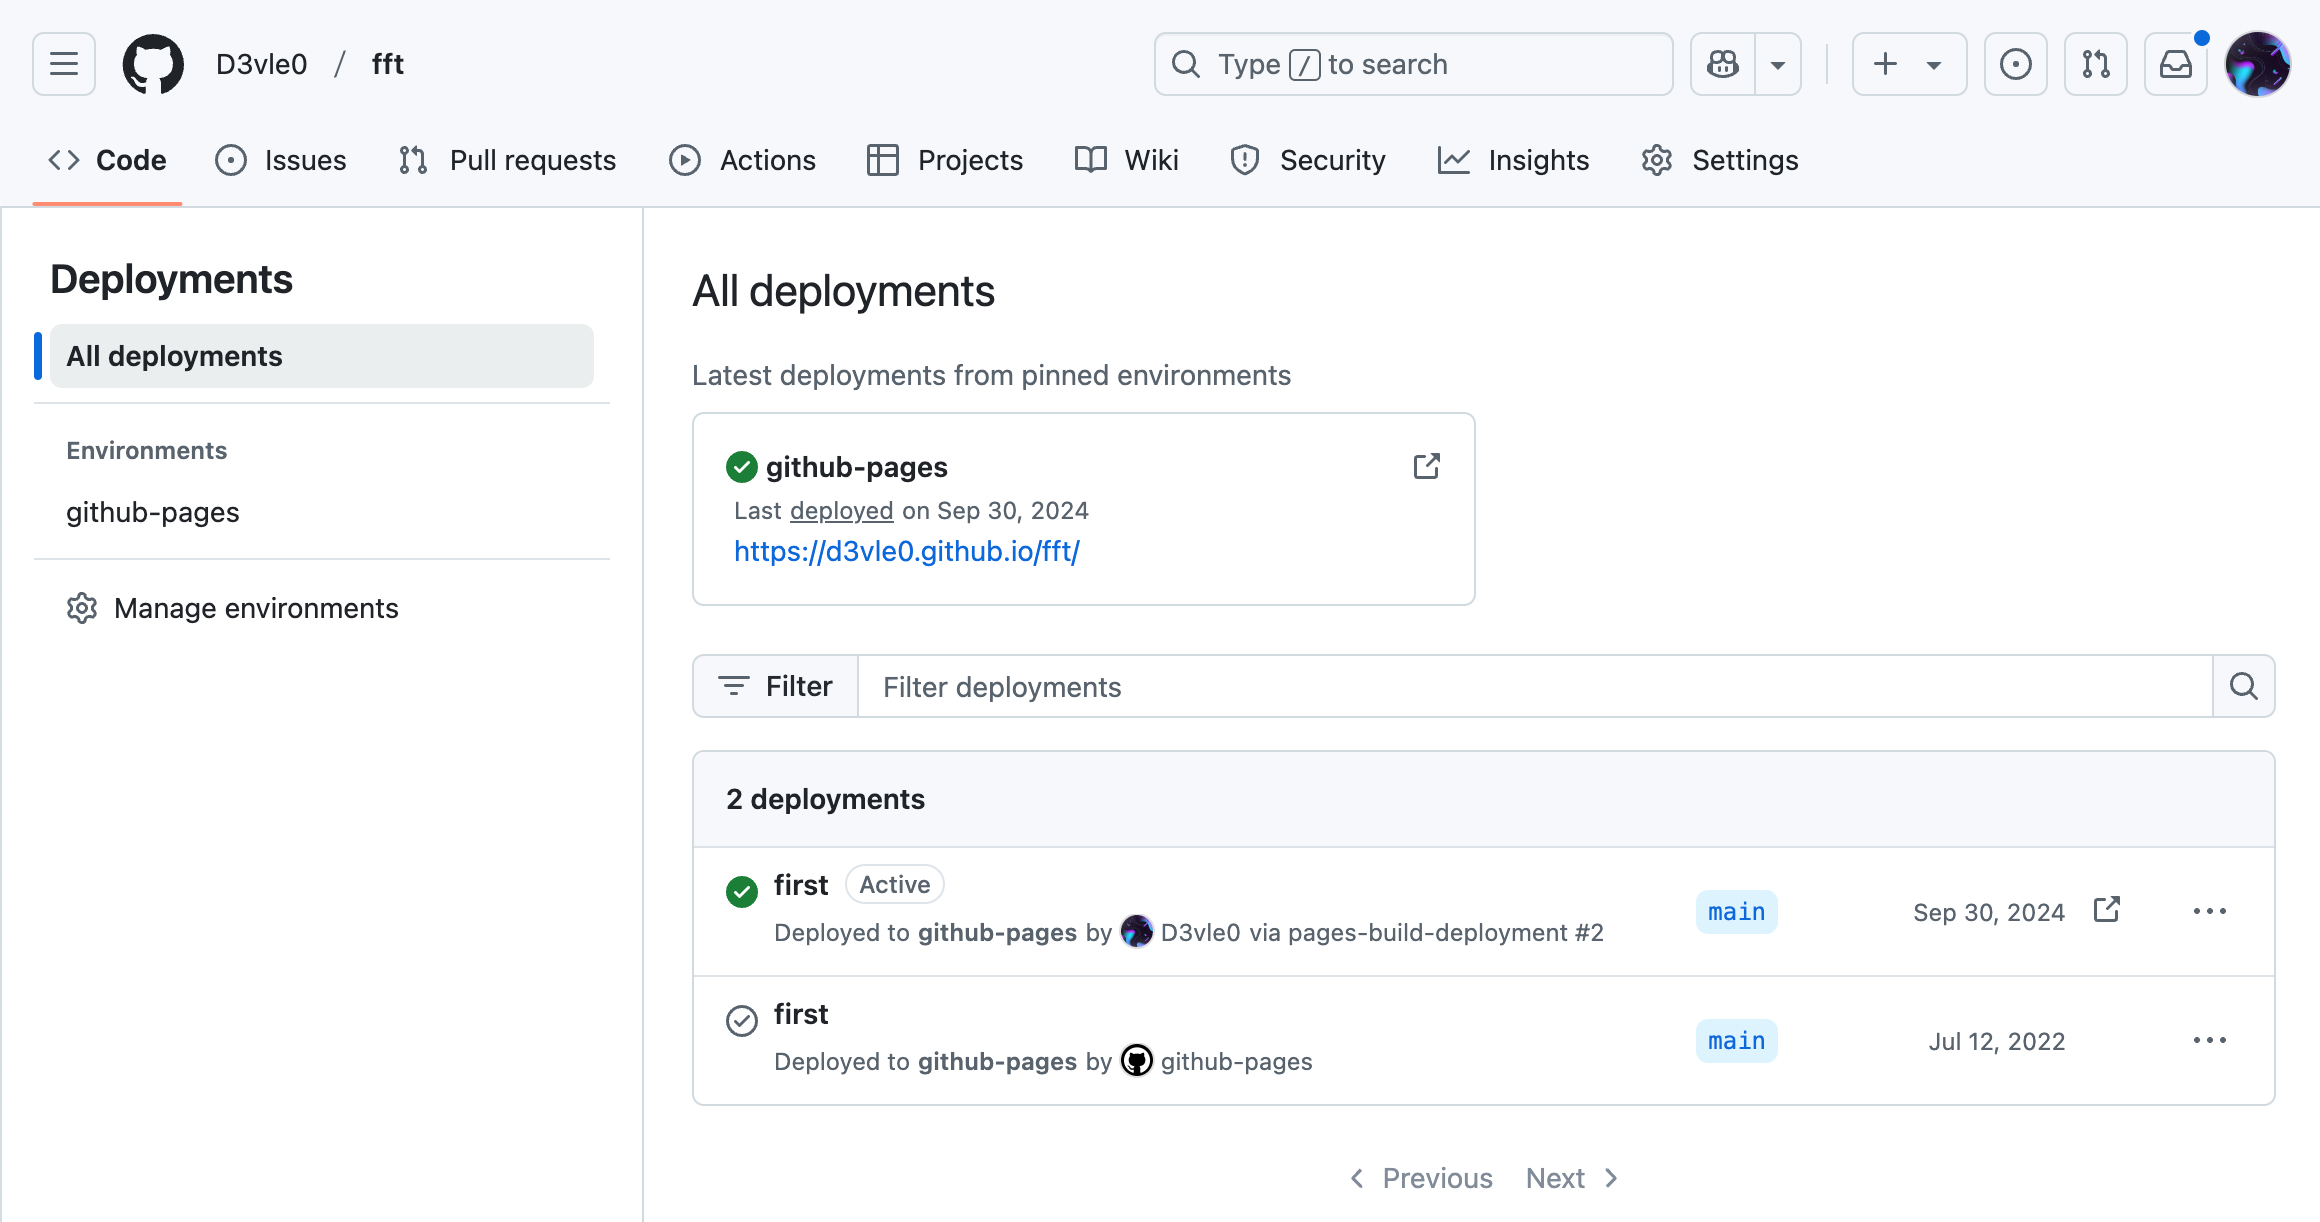 D3vle0 / fft
Type / to search
Code Issues Pull requests Actions Projects Wiki Security Insights Settings
Deployments
All deployments
Environments
github-pages
Manage environments
All deployments
Latest deployments from pinned environments
github-pages
Last deployed on Sep 30, 2024
https://d3vle0.github.io/fft/
Filter Filter deployments
2 deployments
first Active
Deployed to github-pages by D3vle0 via pages-build-deployment #2
main Sep 30, 2024
first
Deployed to github-pages by github-pages
main Jul 12, 2022
Previous Next